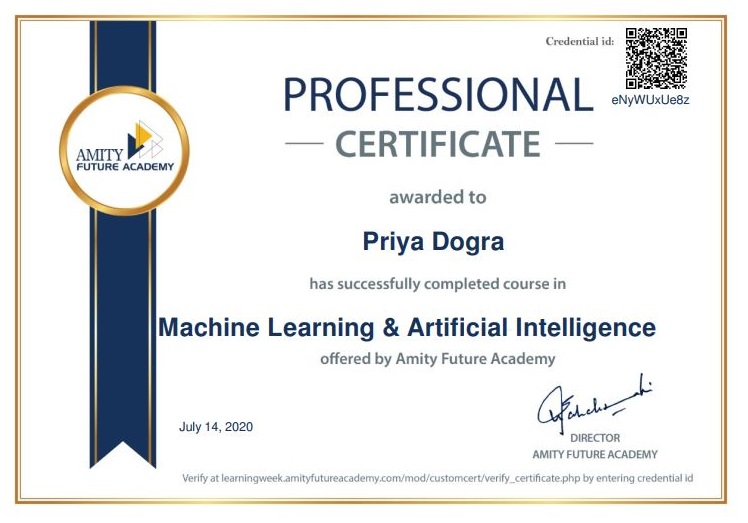 Credential id:
eNyWUxUe8z
PROFESSIONAL
CERTIFICATE
AMITY
FUTURE ACADEMY
awarded to
Priya Dogra
has successfully completed course in
Machine Learning & Artificial Intelligence
offered by Amity Future Academy
July 14, 2020
DIRECTOR
AMITY FUTURE ACADEMY
Verify at learningweek.amityfutureacademy.com/mod/customcert/verify_certificate.php by entering credential id